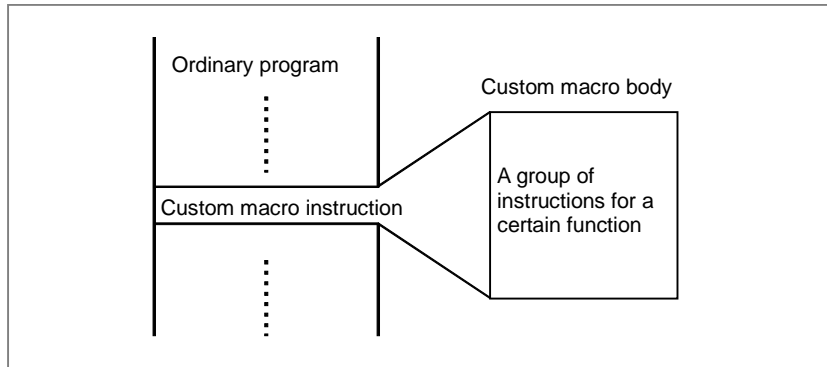 Ordinary program
Custom macro body
A group of
instructions for a
certain function
Custom macro instruction